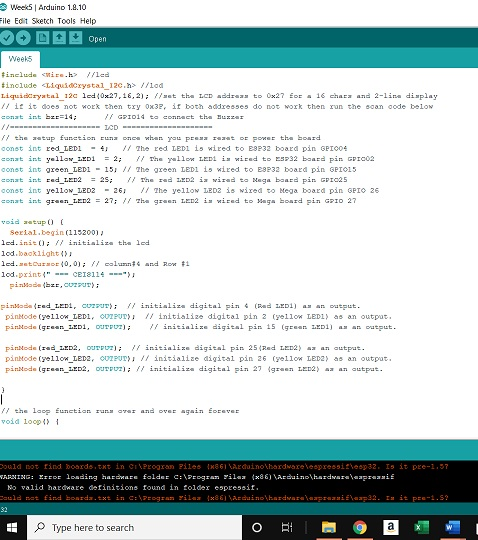 Week5 | Arduino 1.8.10
File Edit Sketch Tools Help
Open
Week5
#include <Wire.h> //lcd
#include <LiquidCrystal_I2C.h> //lcd
LiquidCrystal_I2C lcd(0x27,16,2); //set the LCD address to 0x27 for a 16 chars and 2-line display
// if it does not work then try 0x3F, if both addresses do not work then run the scan code below
const int bzr=14; // GPIO14 to connect the Buzzer
//==================== LCD ====================
// the setup function runs once when you press reset or power the board
const int red_LED1 = 4; // The red LED1 is wired to ESP32 board pin GPIO04
const int yellow_LED1 = 2; // The yellow LED1 is wired to ESP32 board pin GPIO02
const int green_LED1 = 15; // The green LED1 is wired to ESP32 board pin GPIO15
const int red_LED2 = 25; // The red LED2 is wired to Mega board pin GPIO25
const int yellow_LED2 = 26; // The yellow LED2 is wired to Mega board pin GPIO 26
const int green_LED2 = 27; // The green LED2 is wired to Mega board pin GPIO 27
void setup() {
Serial.begin(115200);
lcd.init(); // initialize the lcd
lcd.backlight();
lcd.setCursor(0,0); // column#4 and Row #1
lcd.print(" === CEI8114 ===");
pinMode(bzr,OUTPUT);
pinMode(red_LED1, OUTPUT); // initialize digital pin 4 (Red LED1) as an output.
pinMode(yellow_LED1, OUTPUT); // initialize digital pin 2 (yellow LED1) as an output.
pinMode(green_LED1, OUTPUT); // initialize digital pin 15 (green LED1) as an output.
pinMode(red_LED2, OUTPUT); // initialize digital pin 25(Red LED2) as an output.
pinMode(yellow_LED2, OUTPUT); // initialize digital pin 26 (yellow LED2) as an output.
pinMode(green_LED2, OUTPUT); // initialize digital pin 27 (green LED2) as an output.
}
// the loop function runs over and over again forever
void loop() {
Could not find boards.txt in C:\Program Files (x86)\Arduino\hardware\espressif\esp32. Is it pre-1.5?
WARNING: Error loading hardware folder C:\Program Files (x86)\Arduino\hardware\espressif
No valid hardware definitions found in folder espressif.
Could not find boards.txt in C:\Program Files (x86)\Arduino\hardware\espressif\esp32. Is it pre-1.5?
32
Type here to search